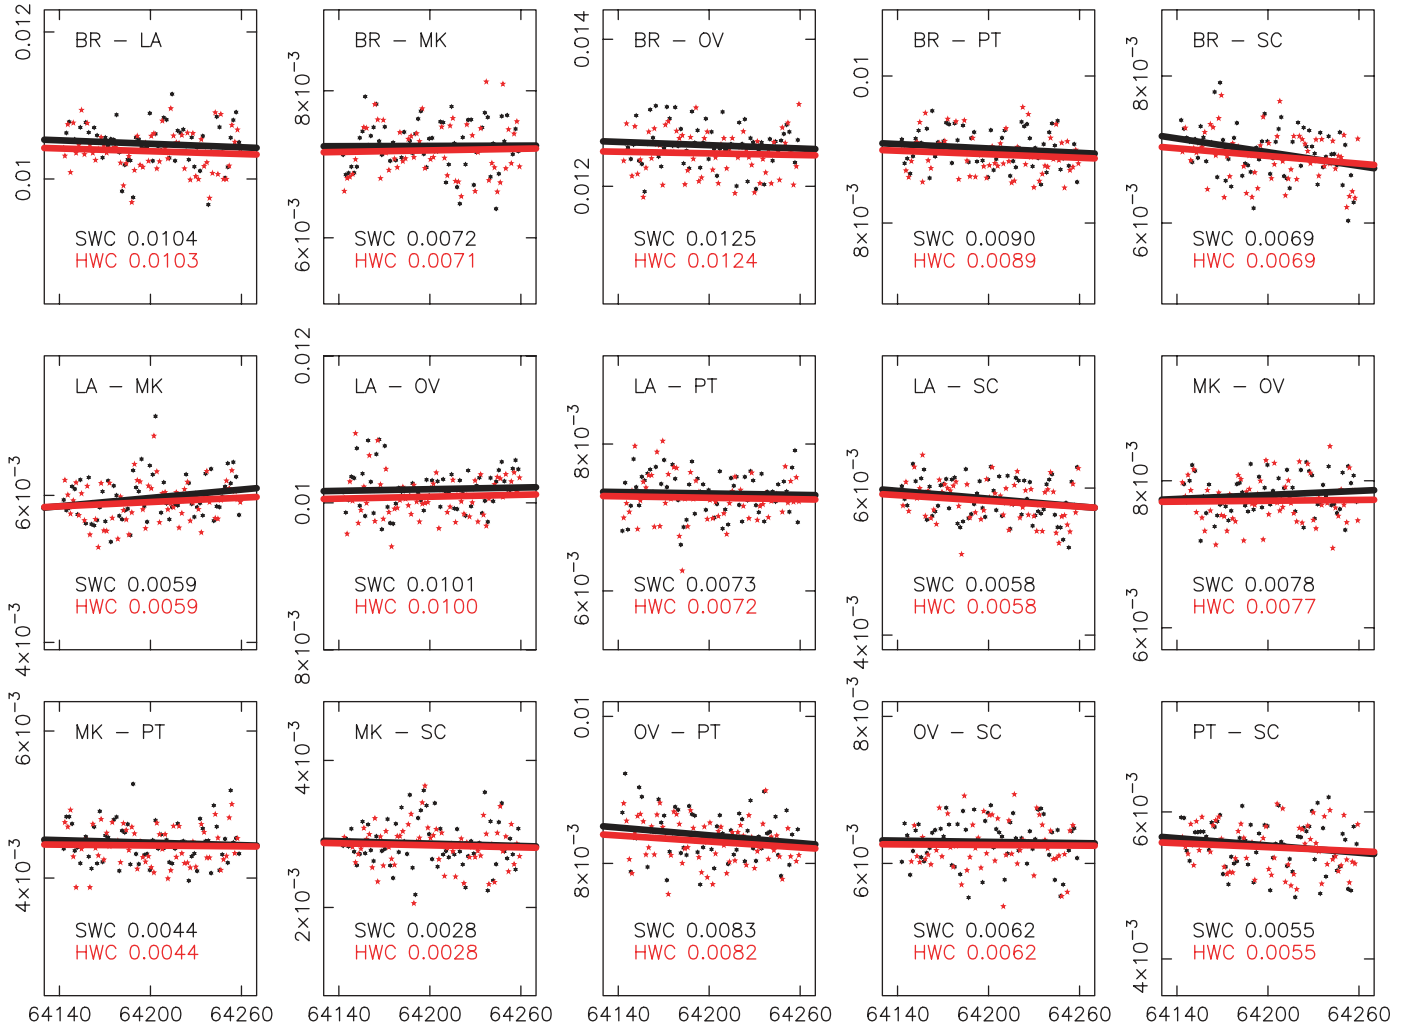 BR − LA
0.012
0.01
SWC 0.0104
HWC 0.0103
BR − MK
8×10⁻³
6×10⁻³
SWC 0.0072
HWC 0.0071
BR − OV
0.014
0.012
SWC 0.0125
HWC 0.0124
BR − PT
0.01
8×10⁻³
SWC 0.0090
HWC 0.0089
BR − SC
8×10⁻³
6×10⁻³
SWC 0.0069
HWC 0.0069
LA − MK
6×10⁻³
4×10⁻³
SWC 0.0059
HWC 0.0059
LA − OV
0.012
0.01
8×10⁻³
SWC 0.0101
HWC 0.0100
LA − PT
8×10⁻³
6×10⁻³
SWC 0.0073
HWC 0.0072
LA − SC
6×10⁻³
4×10⁻³
SWC 0.0058
HWC 0.0058
MK − OV
8×10⁻³
6×10⁻³
SWC 0.0078
HWC 0.0077
MK − PT
6×10⁻³
4×10⁻³
SWC 0.0044
HWC 0.0044
MK − SC
4×10⁻³
2×10⁻³
SWC 0.0028
HWC 0.0028
OV − PT
0.01
8×10⁻³
SWC 0.0083
HWC 0.0082
OV − SC
8×10⁻³
6×10⁻³
SWC 0.0062
HWC 0.0062
PT − SC
6×10⁻³
4×10⁻³
SWC 0.0055
HWC 0.0055
64140 64200 64260
64140 64200 64260
64140 64200 64260
64140 64200 64260
64140 64200 64260